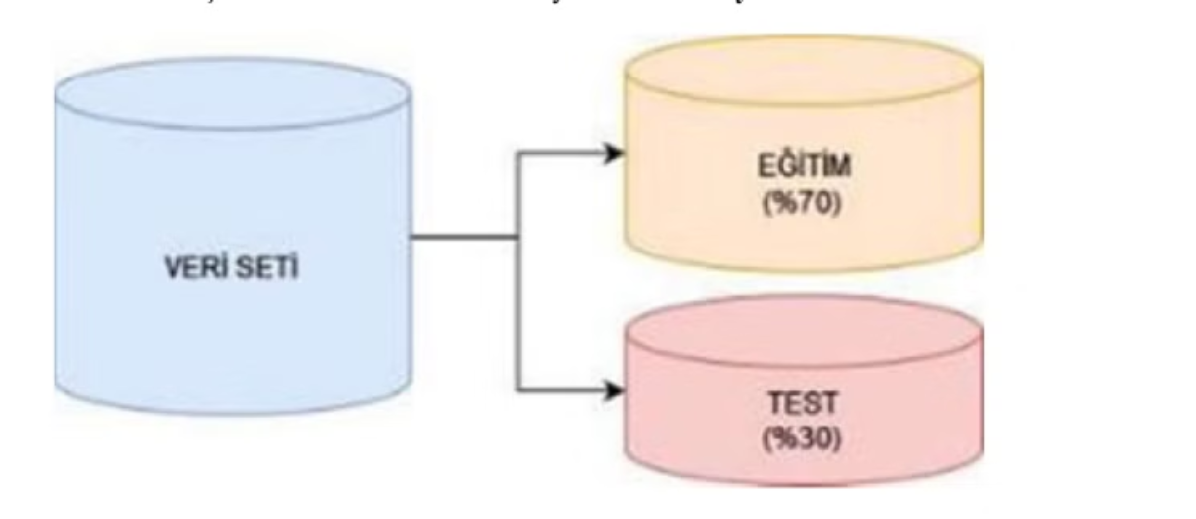 VERİ SETİ
EĞİTİM
(%70)
TEST
(%30)